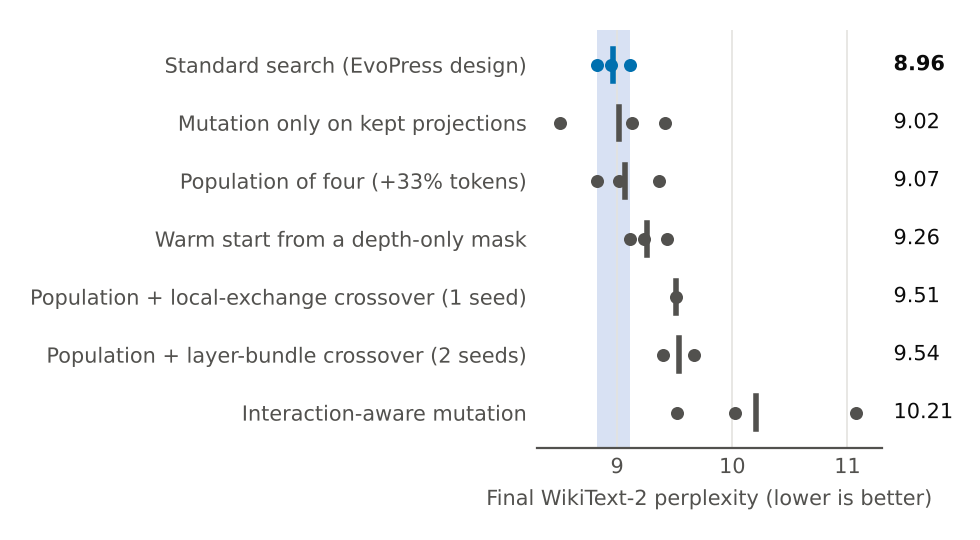 Standard search (EvoPress design) 8.96
Mutation only on kept projections 9.02
Population of four (+33% tokens) 9.07
Warm start from a depth-only mask 9.26
Population + local-exchange crossover (1 seed) 9.51
Population + layer-bundle crossover (2 seeds) 9.54
Interaction-aware mutation 10.21
9 10 11
Final WikiText-2 perplexity (lower is better)